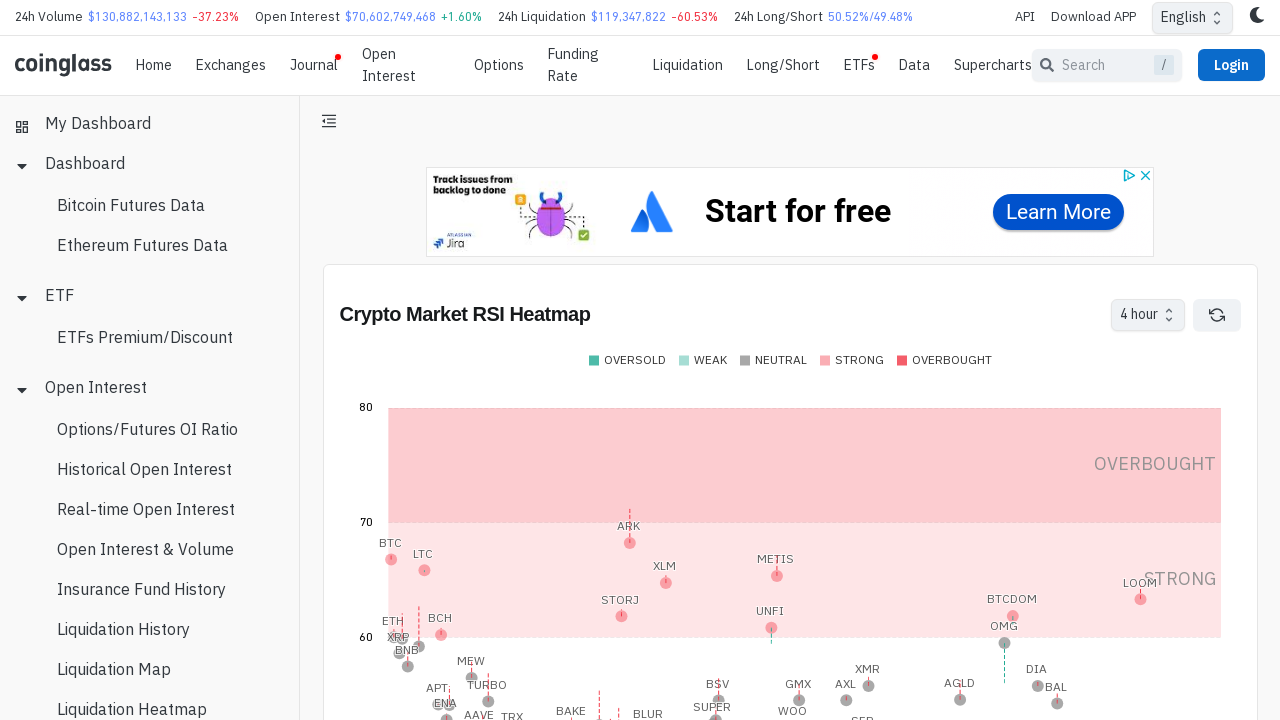 24h Volume $130,882,143,133 -37.23% Open Interest $70,602,749,468 +1.60% 24h Liquidation $119,347,822 -60.53% 24h Long/Short 50.52%/49.48% API Download APP English
coinglass Home Exchanges Journal Open Interest Options Funding Rate Liquidation Long/Short ETFs Data Supercharts Search / Login
My Dashboard
Dashboard
Bitcoin Futures Data
Ethereum Futures Data
ETF
ETFs Premium/Discount
Open Interest
Options/Futures OI Ratio
Historical Open Interest
Real-time Open Interest
Open Interest & Volume
Insurance Fund History
Liquidation History
Liquidation Map
Liquidation Heatmap
Track issues from
backlog to done
ATLASSIAN
Jira
Start for free
Learn More
Crypto Market RSI Heatmap
4 hour
OVERSOLD WEAK NEUTRAL STRONG OVERBOUGHT
80
OVERBOUGHT
70
ARK
BTC
LTC
METIS
XLM
STRONG
LOOM
STORJ
BTCDOM
UNFI
ETH
BCH
OMG
60
XRP
BNB
MEW
XMR
DIA
TURBO
BSV
GMX
AXL
AGLD
APT
BAL
ENA
SUPER
BAKE
WOO
BLUR
AAVE
TRX